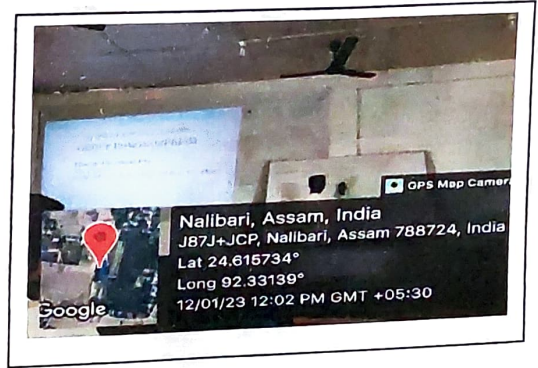 GPS Map Camer
Nalibari, Assam, India
J87J+JCP, Nalibari, Assam 788724, India
Lat 24.615734°
Long 92.33139°
12/01/23 12:02 PM GMT +05:30
Google